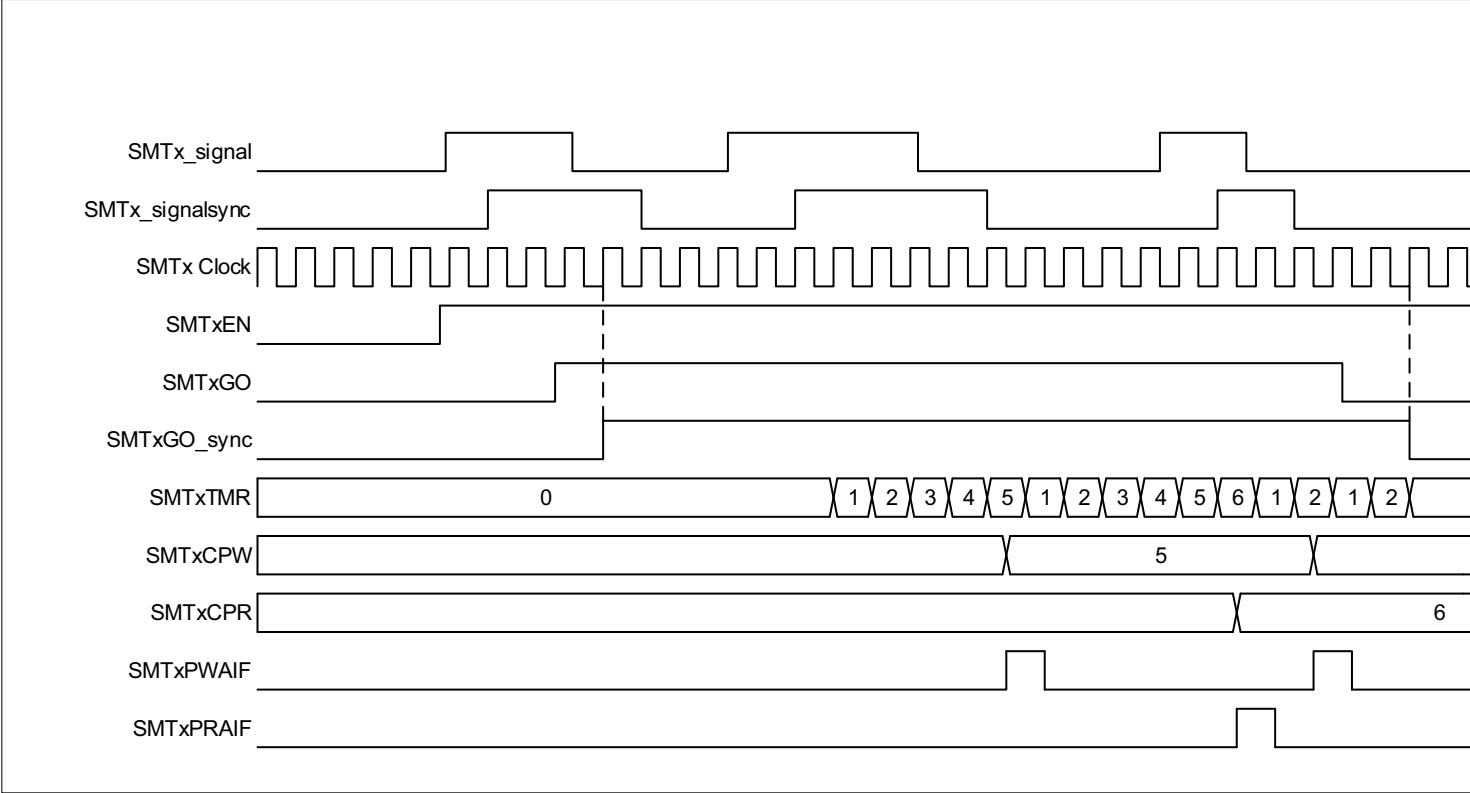 SMTx_signal
SMTx_signalsync
SMTx Clock
SMTxEN
SMTxGO
SMTxGO_sync
SMTxTMR 0 1 2 3 4 5 1 2 3 4 5 6 1 2 1 2
SMTxCPW 5
SMTxCPR 6
SMTxPWAIF
SMTxPRAIF